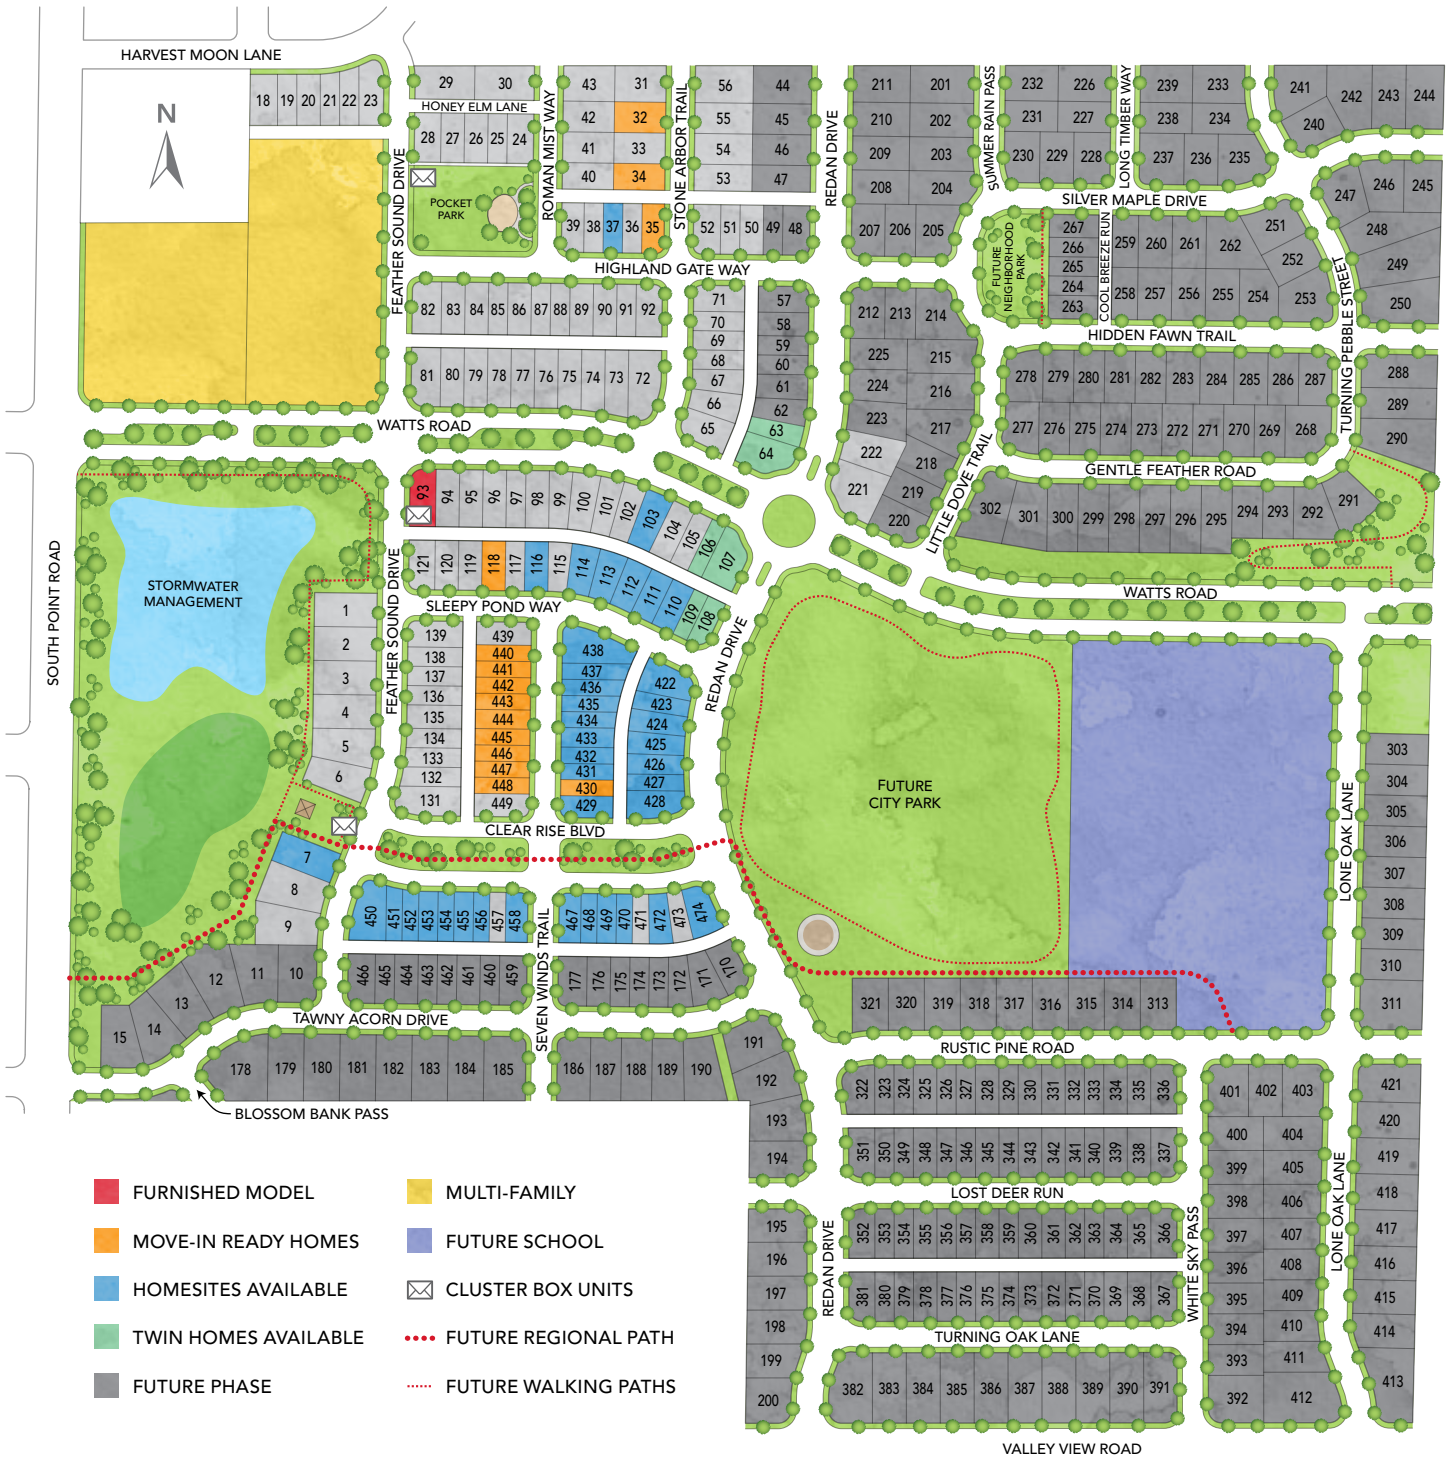 HARVEST MOON LANE
N
18 19 20 21 22 23
29 30
HONEY ELM LANE
28 27 26 25 24
POCKET
PARK
FEATHER SOUND DRIVE
ROMAN MIST WAY
43 31
42 32
41 33
40 34
39 38 37 36 35
STONE ARBOR TRAIL
56 44
55 45
54 46
53 47
52 51 50 49 48
REDAN DRIVE
211 201
210 202
209 203
208 204
207 206 205
SUMMER RAIN PASS
232 226
231 227
230 229 228
LONG TIMBER WAY
239 233
238 234
237 236 235
241 242 243 244
240
SILVER MAPLE DRIVE
247 246 245
248
249
250
FUTURE
NEIGHBORHOOD
PARK
267
266
265
264
263
COOL BREEZE RUN
259 260 261 262 251
252
258 257 256 255 254 253
TURNING PEBBLE STREET
HIDDEN FAWN TRAIL
HIGHLAND GATE WAY
82 83 84 85 86 87 88 89 90 91 92
81 80 79 78 77 76 75 74 73 72
71
70
69
68
67
66
65
57
58
59
60
61
62
63
64
212 213 214
225 215
224 216
223 217
222 218
221 219
220
LITTLE DOVE TRAIL
278 279 280 281 282 283 284 285 286 287
277 276 275 274 273 272 271 270 269 268
288
289
290
GENTLE FEATHER ROAD
302 301 300 299 298 297 296 295 294 293 292 291
WATTS ROAD
WATTS ROAD
SOUTH POINT ROAD
STORMWATER
MANAGEMENT
FEATHER SOUND DRIVE
93 94 95 96 97 98 99 100 101 102 103 104 105 106 107
121 120 119 118 117 116 115 114 113 112 111 110 109 108
SLEEPY POND WAY
REDAN DRIVE
1
2
3
4
5
6
7
8
9
139
138
137
136
135
134
133
132
131
439
440
441
442
443
444
445
446
447
448
449
438
437
436
435
434
433
432
431
430
429
422
423
424
425
426
427
428
CLEAR RISE BLVD
FUTURE
CITY PARK
LONE OAK LANE
303
304
305
306
307
308
309
310
311
450 451 452 453 454 455 456 457 458
467 468 469 470 471 472 473 474
SEVEN WINDS TRAIL
466 465 464 463 462 461 460 459
177 176 175 174 173 172 171 170
15 14 13 12 11 10
TAWNY ACORN DRIVE
178 179 180 181 182 183 184 185
186 187 188 189 190
191
192
193
194
BLOSSOM BANK PASS
321 320 319 318 317 316 315 314 313
RUSTIC PINE ROAD
322 323 324 325 326 327 328 329 330 331 332 333 334 335 336
351 350 349 348 347 346 345 344 343 342 341 340 339 338 337
LOST DEER RUN
352 353 354 355 356 357 358 359 360 361 362 363 364 365 366
381 380 379 378 377 376 375 374 373 372 371 370 369 368 367
TURNING OAK LANE
382 383 384 385 386 387 388 389 390 391
VALLEY VIEW ROAD
REDAN DRIVE
195
196
197
198
199
200
WHITE SKY PASS
401 402 403
400 404
399 405
398 406
397 407
396 408
395 409
394 410
393 411
392 412
LONE OAK LANE
421
420
419
418
417
416
415
414
413
FURNISHED MODEL
MOVE-IN READY HOMES
HOMESITES AVAILABLE
TWIN HOMES AVAILABLE
FUTURE PHASE
MULTI-FAMILY
FUTURE SCHOOL
CLUSTER BOX UNITS
FUTURE REGIONAL PATH
FUTURE WALKING PATHS